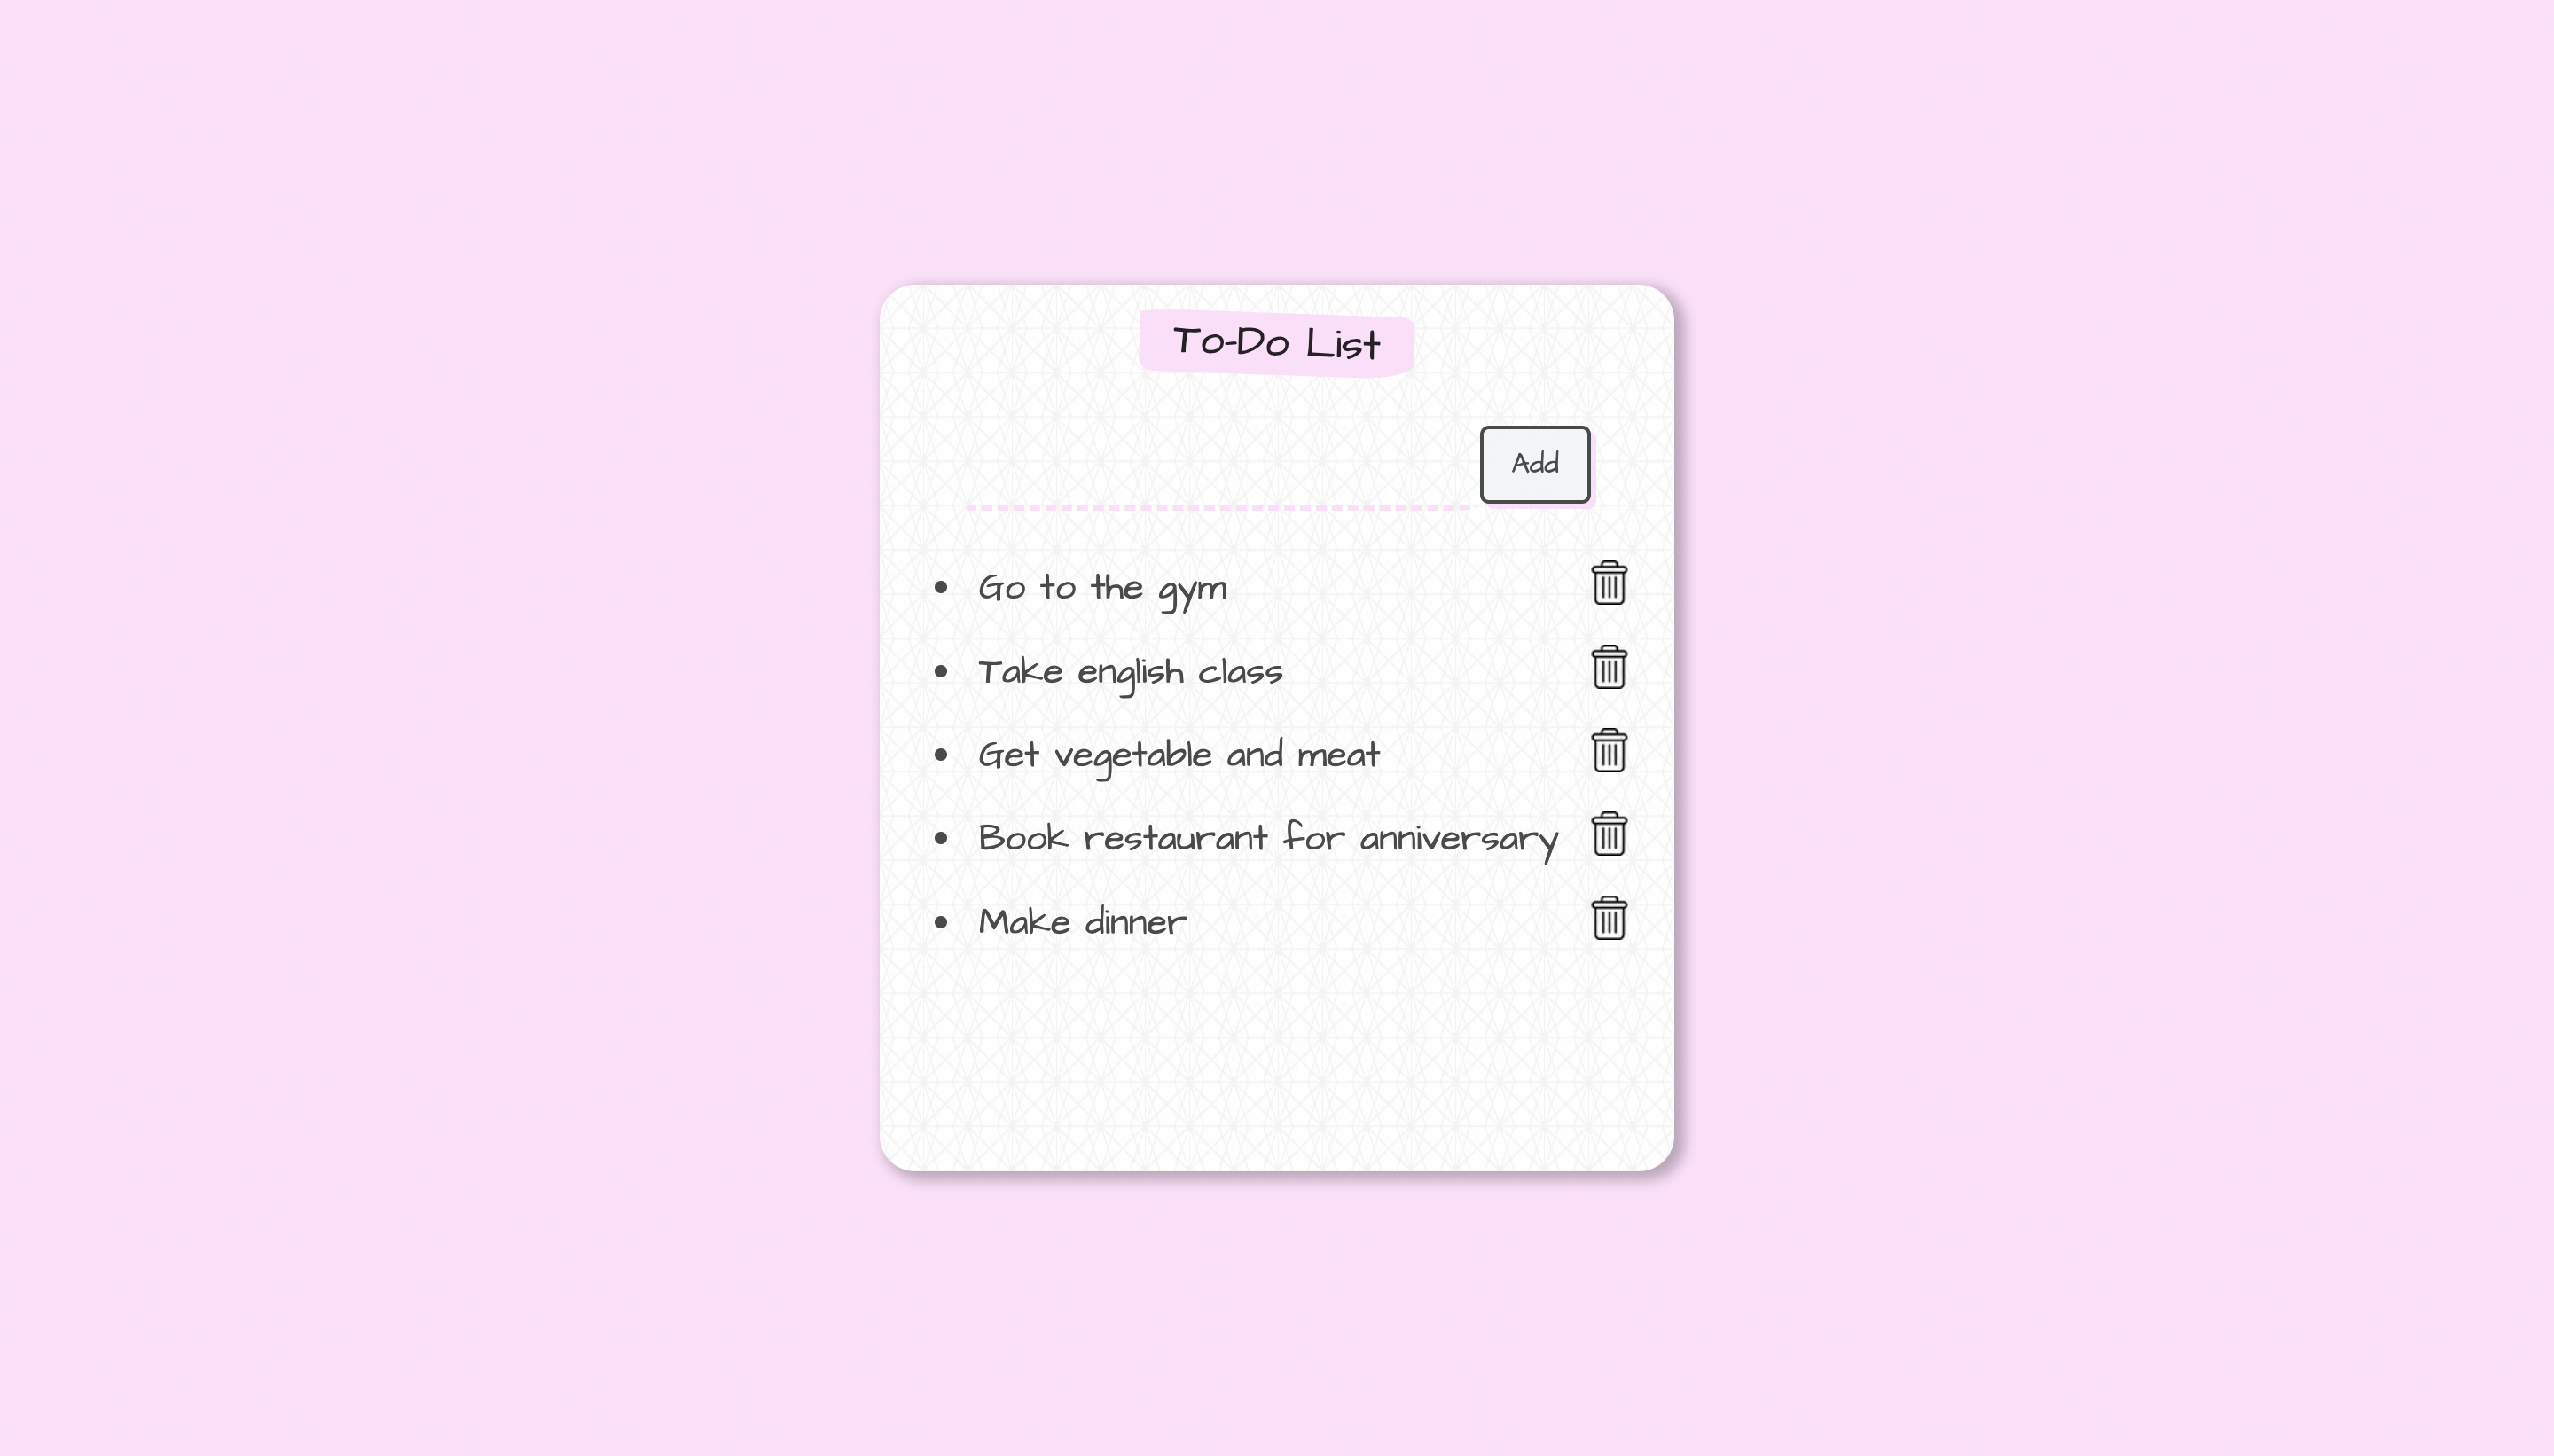 To-Do List
Add
Go to the gym
Take english class
Get vegetable and meat
Book restaurant for anniversary
Make dinner